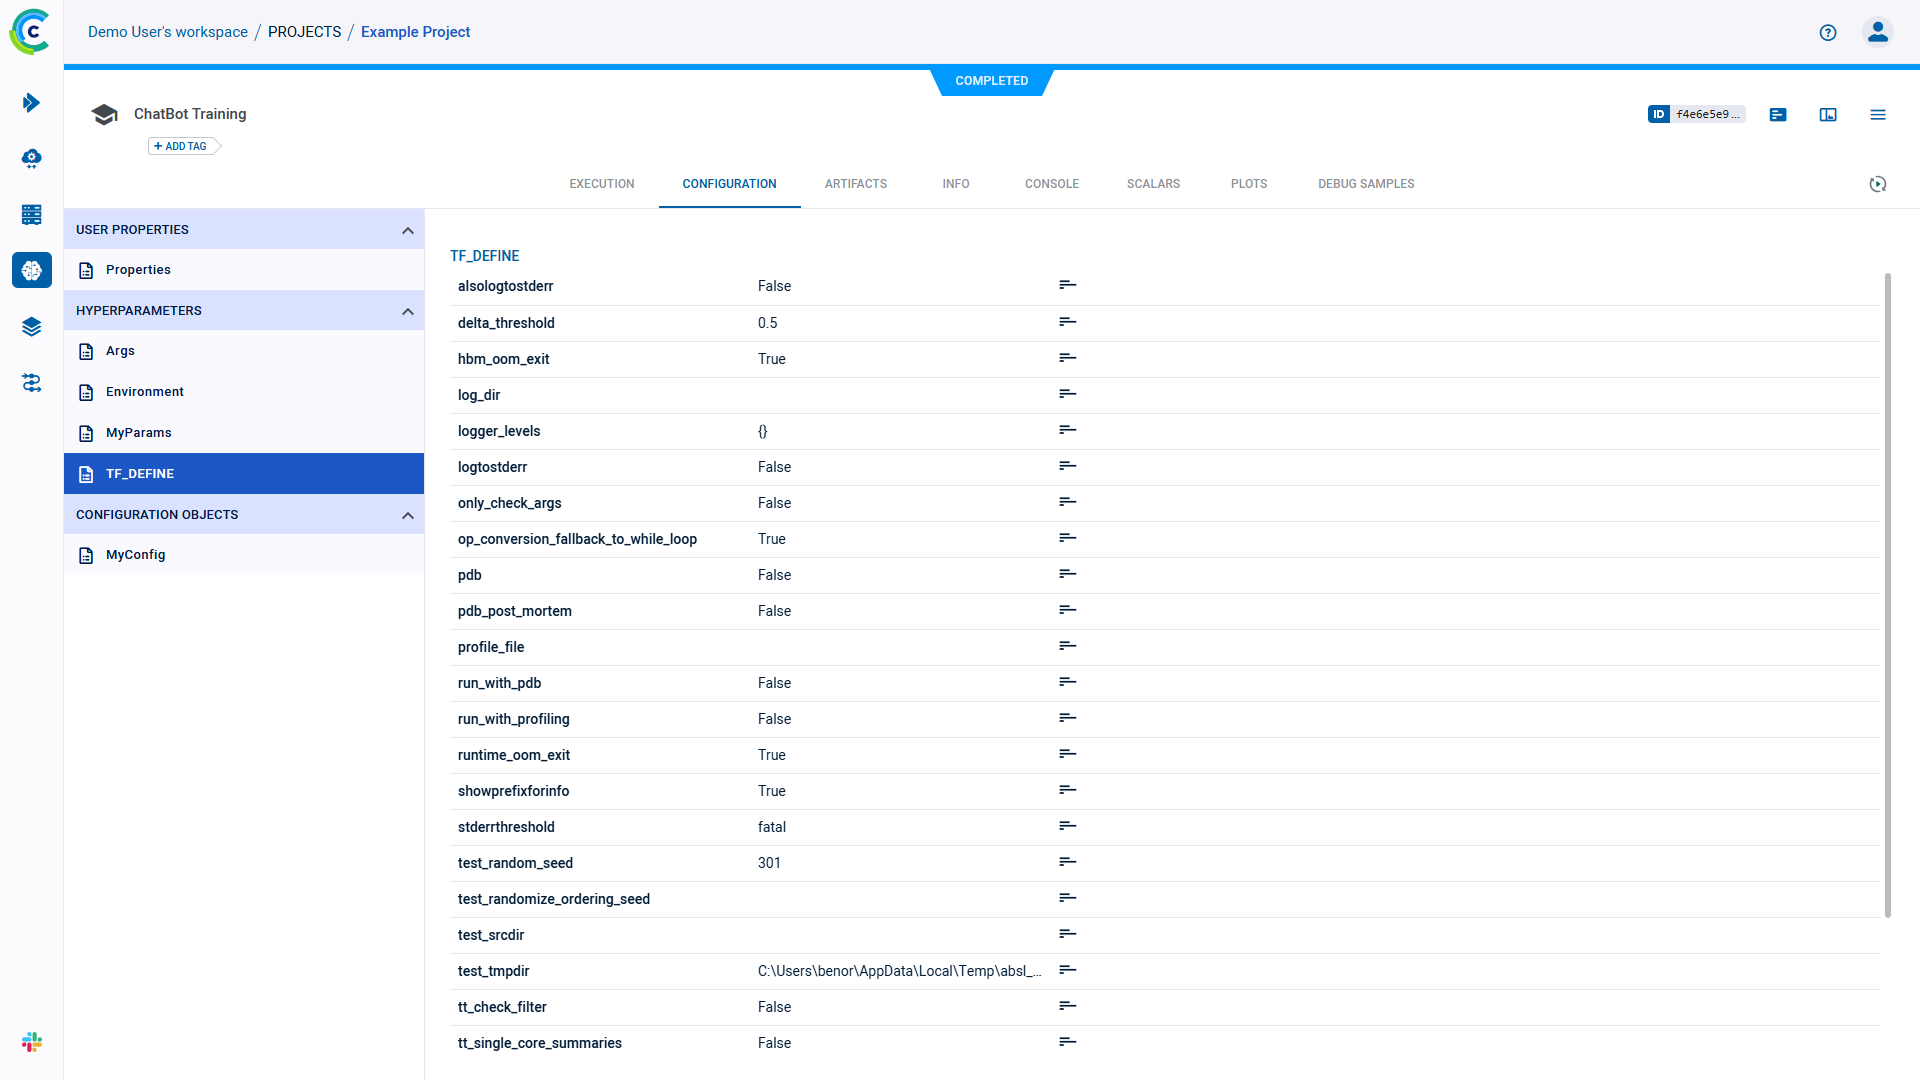 Demo User's workspace / PROJECTS / Example Project
COMPLETED
ChatBot Training
ID f4e6e5e9...
+ ADD TAG
EXECUTION CONFIGURATION ARTIFACTS INFO CONSOLE SCALARS PLOTS DEBUG SAMPLES
USER PROPERTIES
Properties
HYPERPARAMETERS
Args
Environment
MyParams
TF_DEFINE
CONFIGURATION OBJECTS
MyConfig
TF_DEFINE
alsologtostderr False
delta_threshold 0.5
hbm_oom_exit True
log_dir
logger_levels {}
logtostderr False
only_check_args False
op_conversion_fallback_to_while_loop True
pdb False
pdb_post_mortem False
profile_file
run_with_pdb False
run_with_profiling False
runtime_oom_exit True
showprefixforinfo True
stderrthreshold fatal
test_random_seed 301
test_randomize_ordering_seed
test_srcdir
test_tmpdir C:\Users\benor\AppData\Local\Temp\absl_...
tt_check_filter False
tt_single_core_summaries False